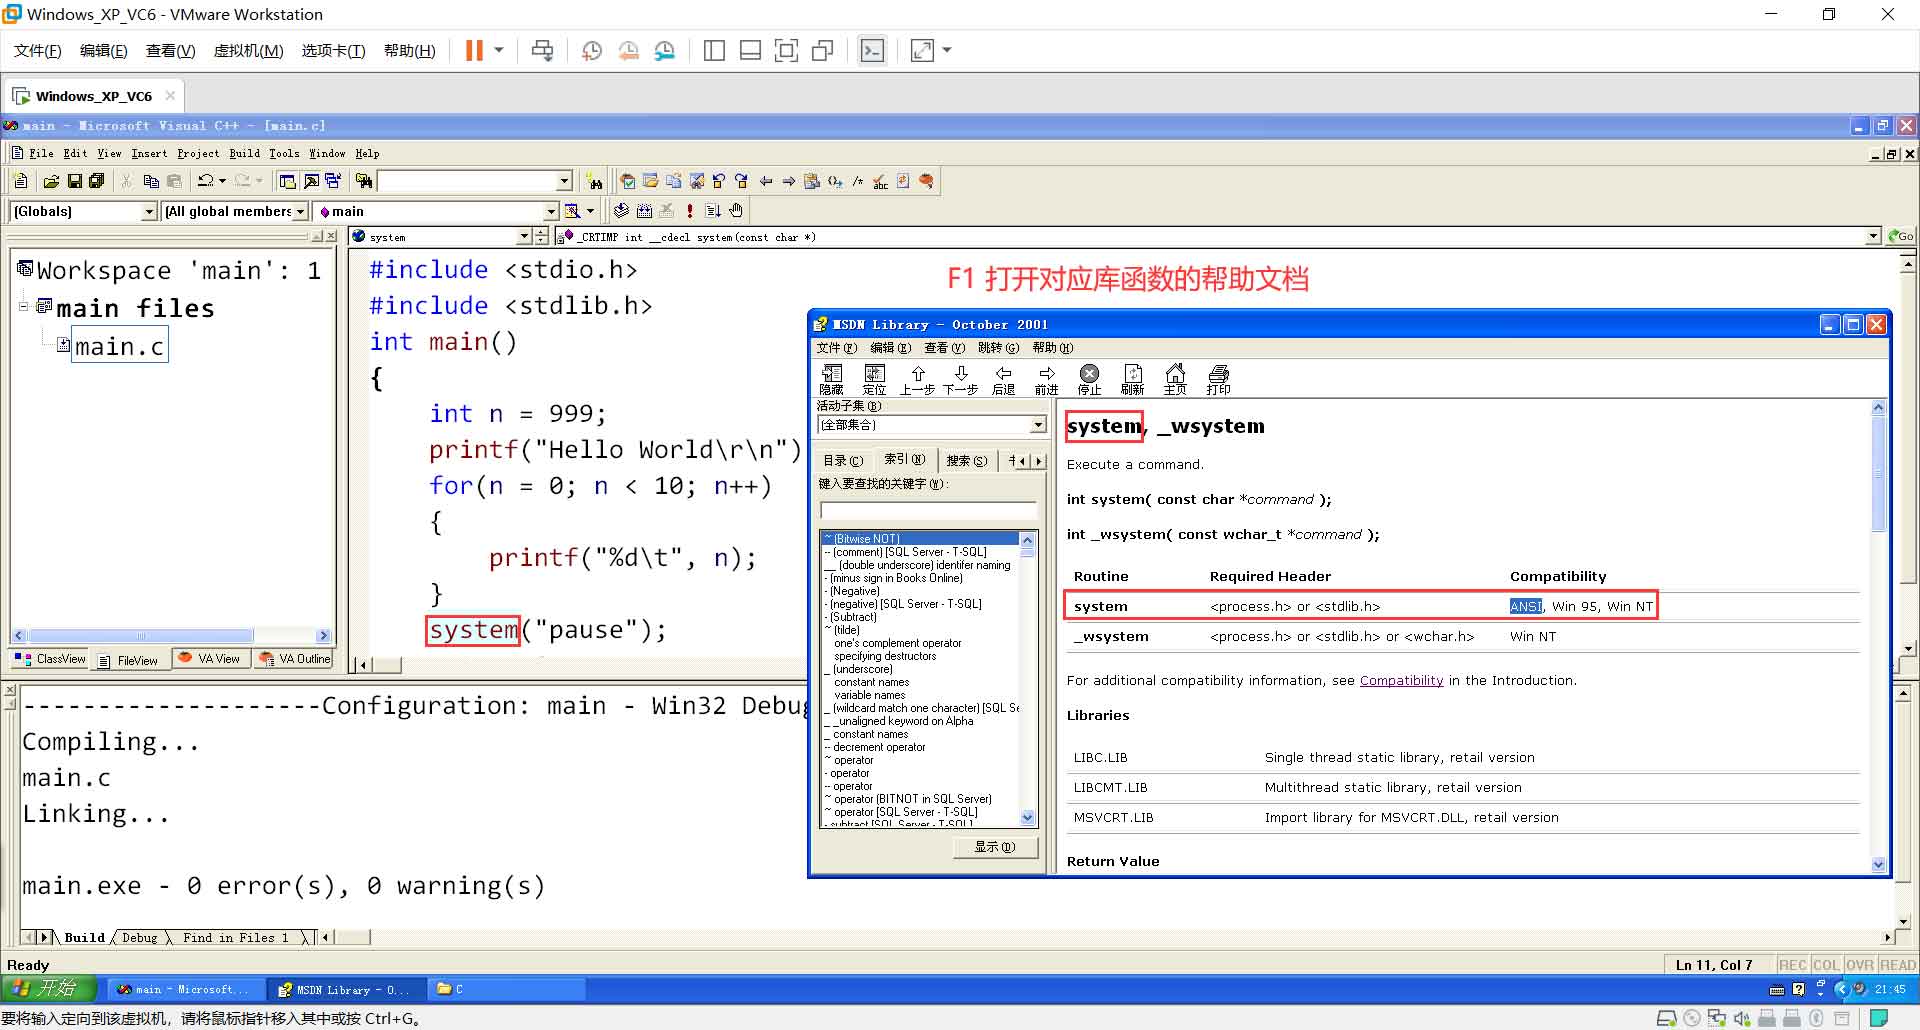 Windows_XP_VC6 - VMware Workstation
文件(F) 编辑(E) 查看(V) 虚拟机(M) 选项卡(T) 帮助(H)
Windows_XP_VC6
main - Microsoft Visual C++ - [main.c]
File Edit View Insert Project Build Tools Window Help
(Globals) (All global members main
system _CRTIMP int __cdecl system(const char *) Go
Workspace 'main': 1
main files
main.c
ClassView FileView VA View VA Outline
#include <stdio.h>
#include <stdlib.h>
int main()
{
int n = 999;
printf("Hello World\r\n")
for(n = 0; n < 10; n++)
{
printf("%d\t", n);
}
system("pause");
F1 打开对应库函数的帮助文档
MSDN Library - October 2001
文件(F) 编辑(E) 查看(V) 跳转(G) 帮助(H)
隐藏 定位 上一步 下一步 后退 前进 停止 刷新 主页 打印
活动子集(B)
(全部集合)
目录(C) 索引(N) 搜索(S)
键入要查找的关键字(W):
~ (Bitwise NOT)
-- (comment) [SQL Server - T-SQL]
__ (double underscore) identifer naming
- (minus sign in Books Online)
- (Negative)
- (negative) [SQL Server - T-SQL]
- (Subtract)
~ (tilde)
one's complement operator
specifying destructors
_ (underscore)
constant names
variable names
_ (wildcard match one character) [SQL Se
_ _unaligned keyword on Alpha
_ constant names
-- decrement operator
~ operator
- operator
-- operator
~ operator (BITNOT in SQL Server)
~ operator [SQL Server - T-SQL]
- subtract [SQL Server - T-SQL]
显示(D)
system, _wsystem
Execute a command.
int system( const char *command );
int _wsystem( const wchar_t *command );
Routine Required Header Compatibility
system <process.h> or <stdlib.h> ANSI, Win 95, Win NT
_wsystem <process.h> or <stdlib.h> or <wchar.h> Win NT
For additional compatibility information, see Compatibility in the Introduction.
Libraries
LIBC.LIB Single thread static library, retail version
LIBCMT.LIB Multithread static library, retail version
MSVCRT.LIB Import library for MSVCRT.DLL, retail version
Return Value
--------------------Configuration: main - Win32 Debug
Compiling...
main.c
Linking...
main.exe - 0 error(s), 0 warning(s)
Build Debug Find in Files 1
Ready Ln 11, Col 7 REC COL OVR READ
开始 main - Microsoft... MSDN Library - O... C 21:45
要将输入定向到该虚拟机，请将鼠标指针移入其中或按 Ctrl+G。